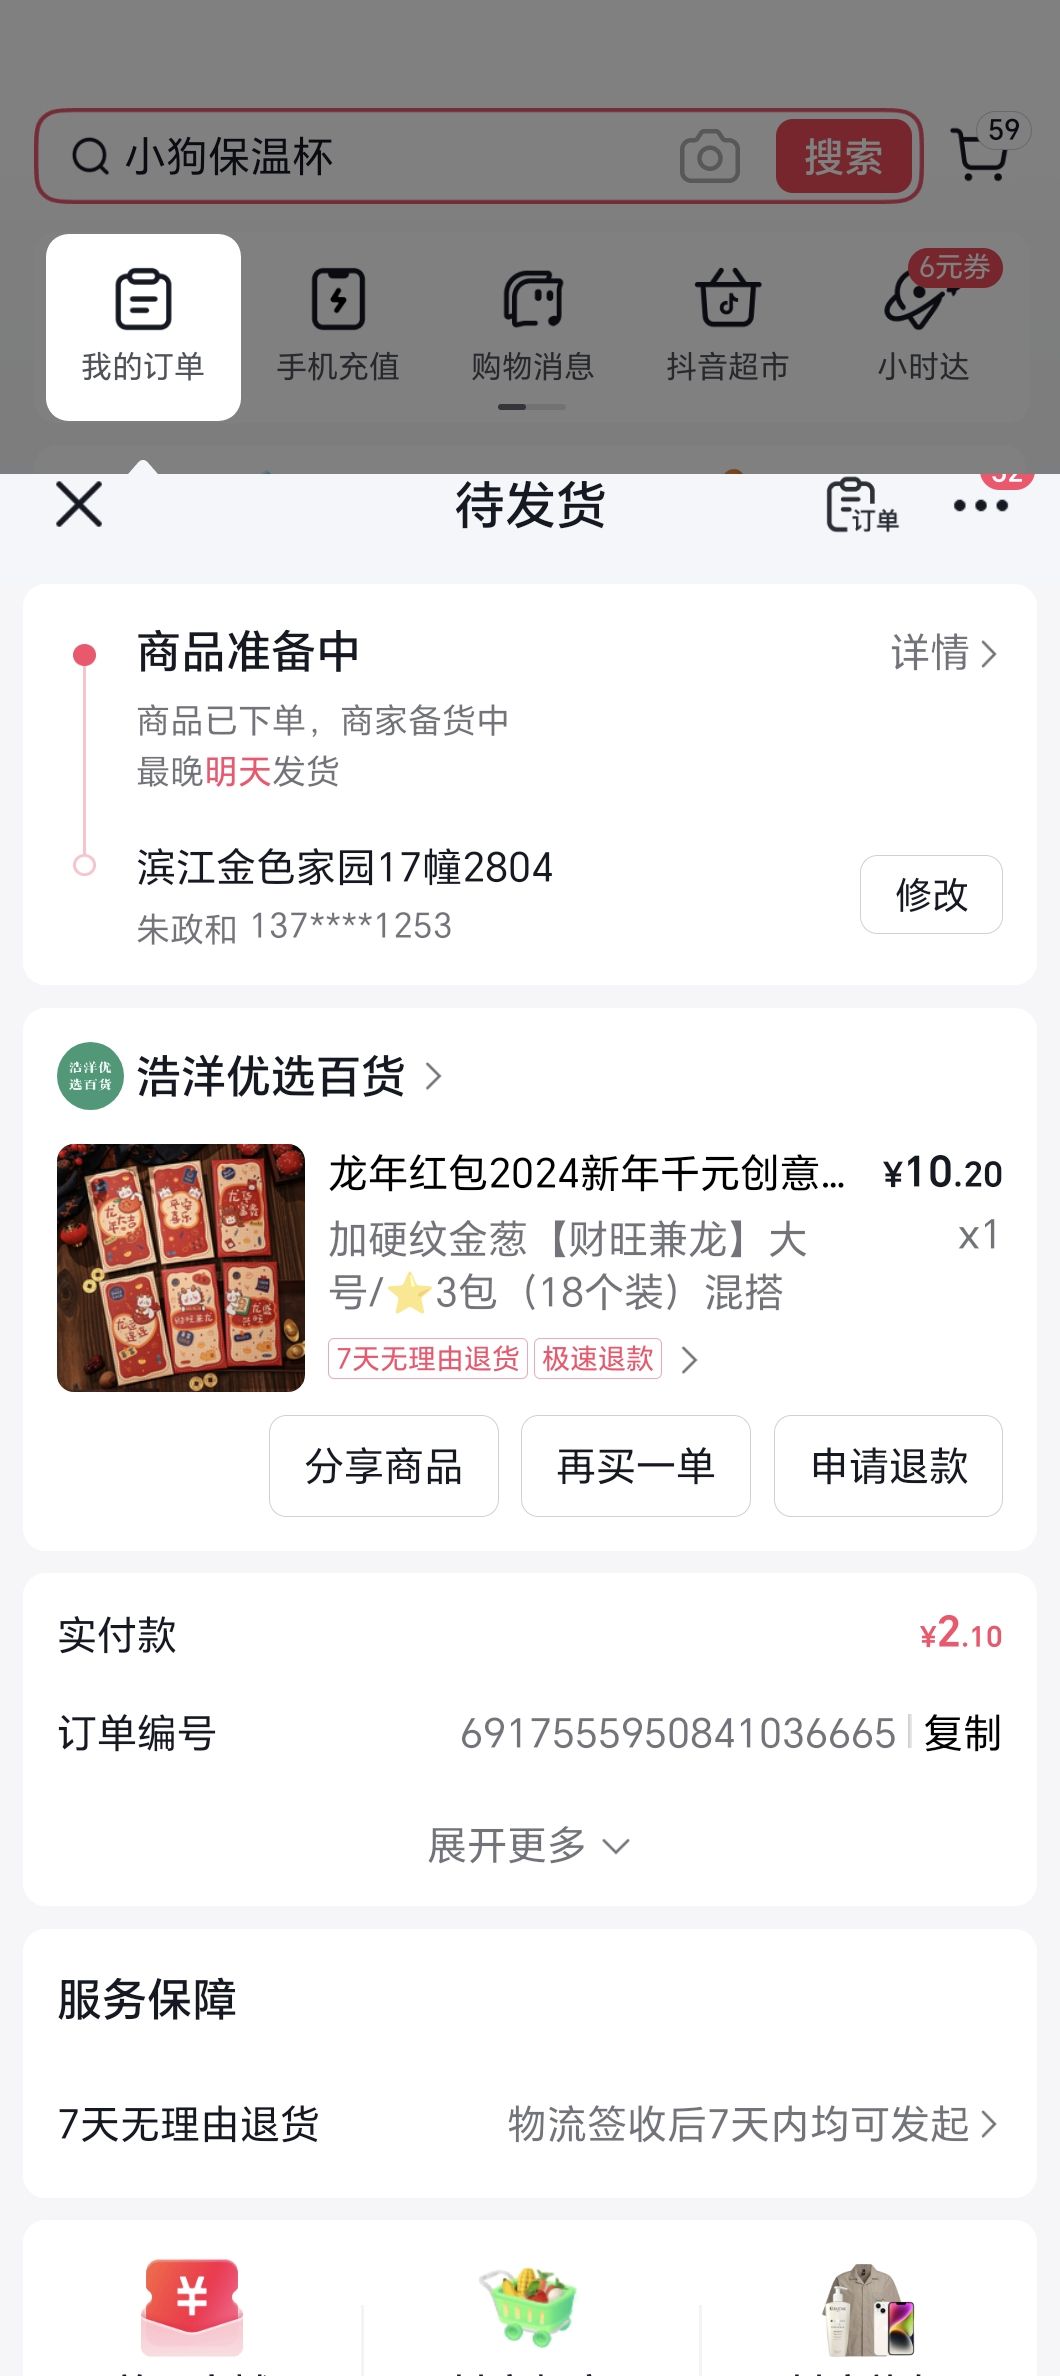 小狗保温杯
搜索
59
我的订单
手机充值
购物消息
抖音超市
6元券
小时达
待发货
订单
商品准备中
详情
商品已下单，商家备货中
最晚明天发货
滨江金色家园17幢2804
朱政和 137****1253
修改
浩洋优
选百货
浩洋优选百货
龙年红包2024新年千元创意...
¥10.20
加硬纹金葱【财旺兼龙】大
x1
号/⭐3包（18个装）混搭
7天无理由退货
极速退款
分享商品
再买一单
申请退款
实付款
¥2.10
订单编号
6917555950841036665
复制
展开更多
服务保障
7天无理由退货
物流签收后7天内均可发起
¥